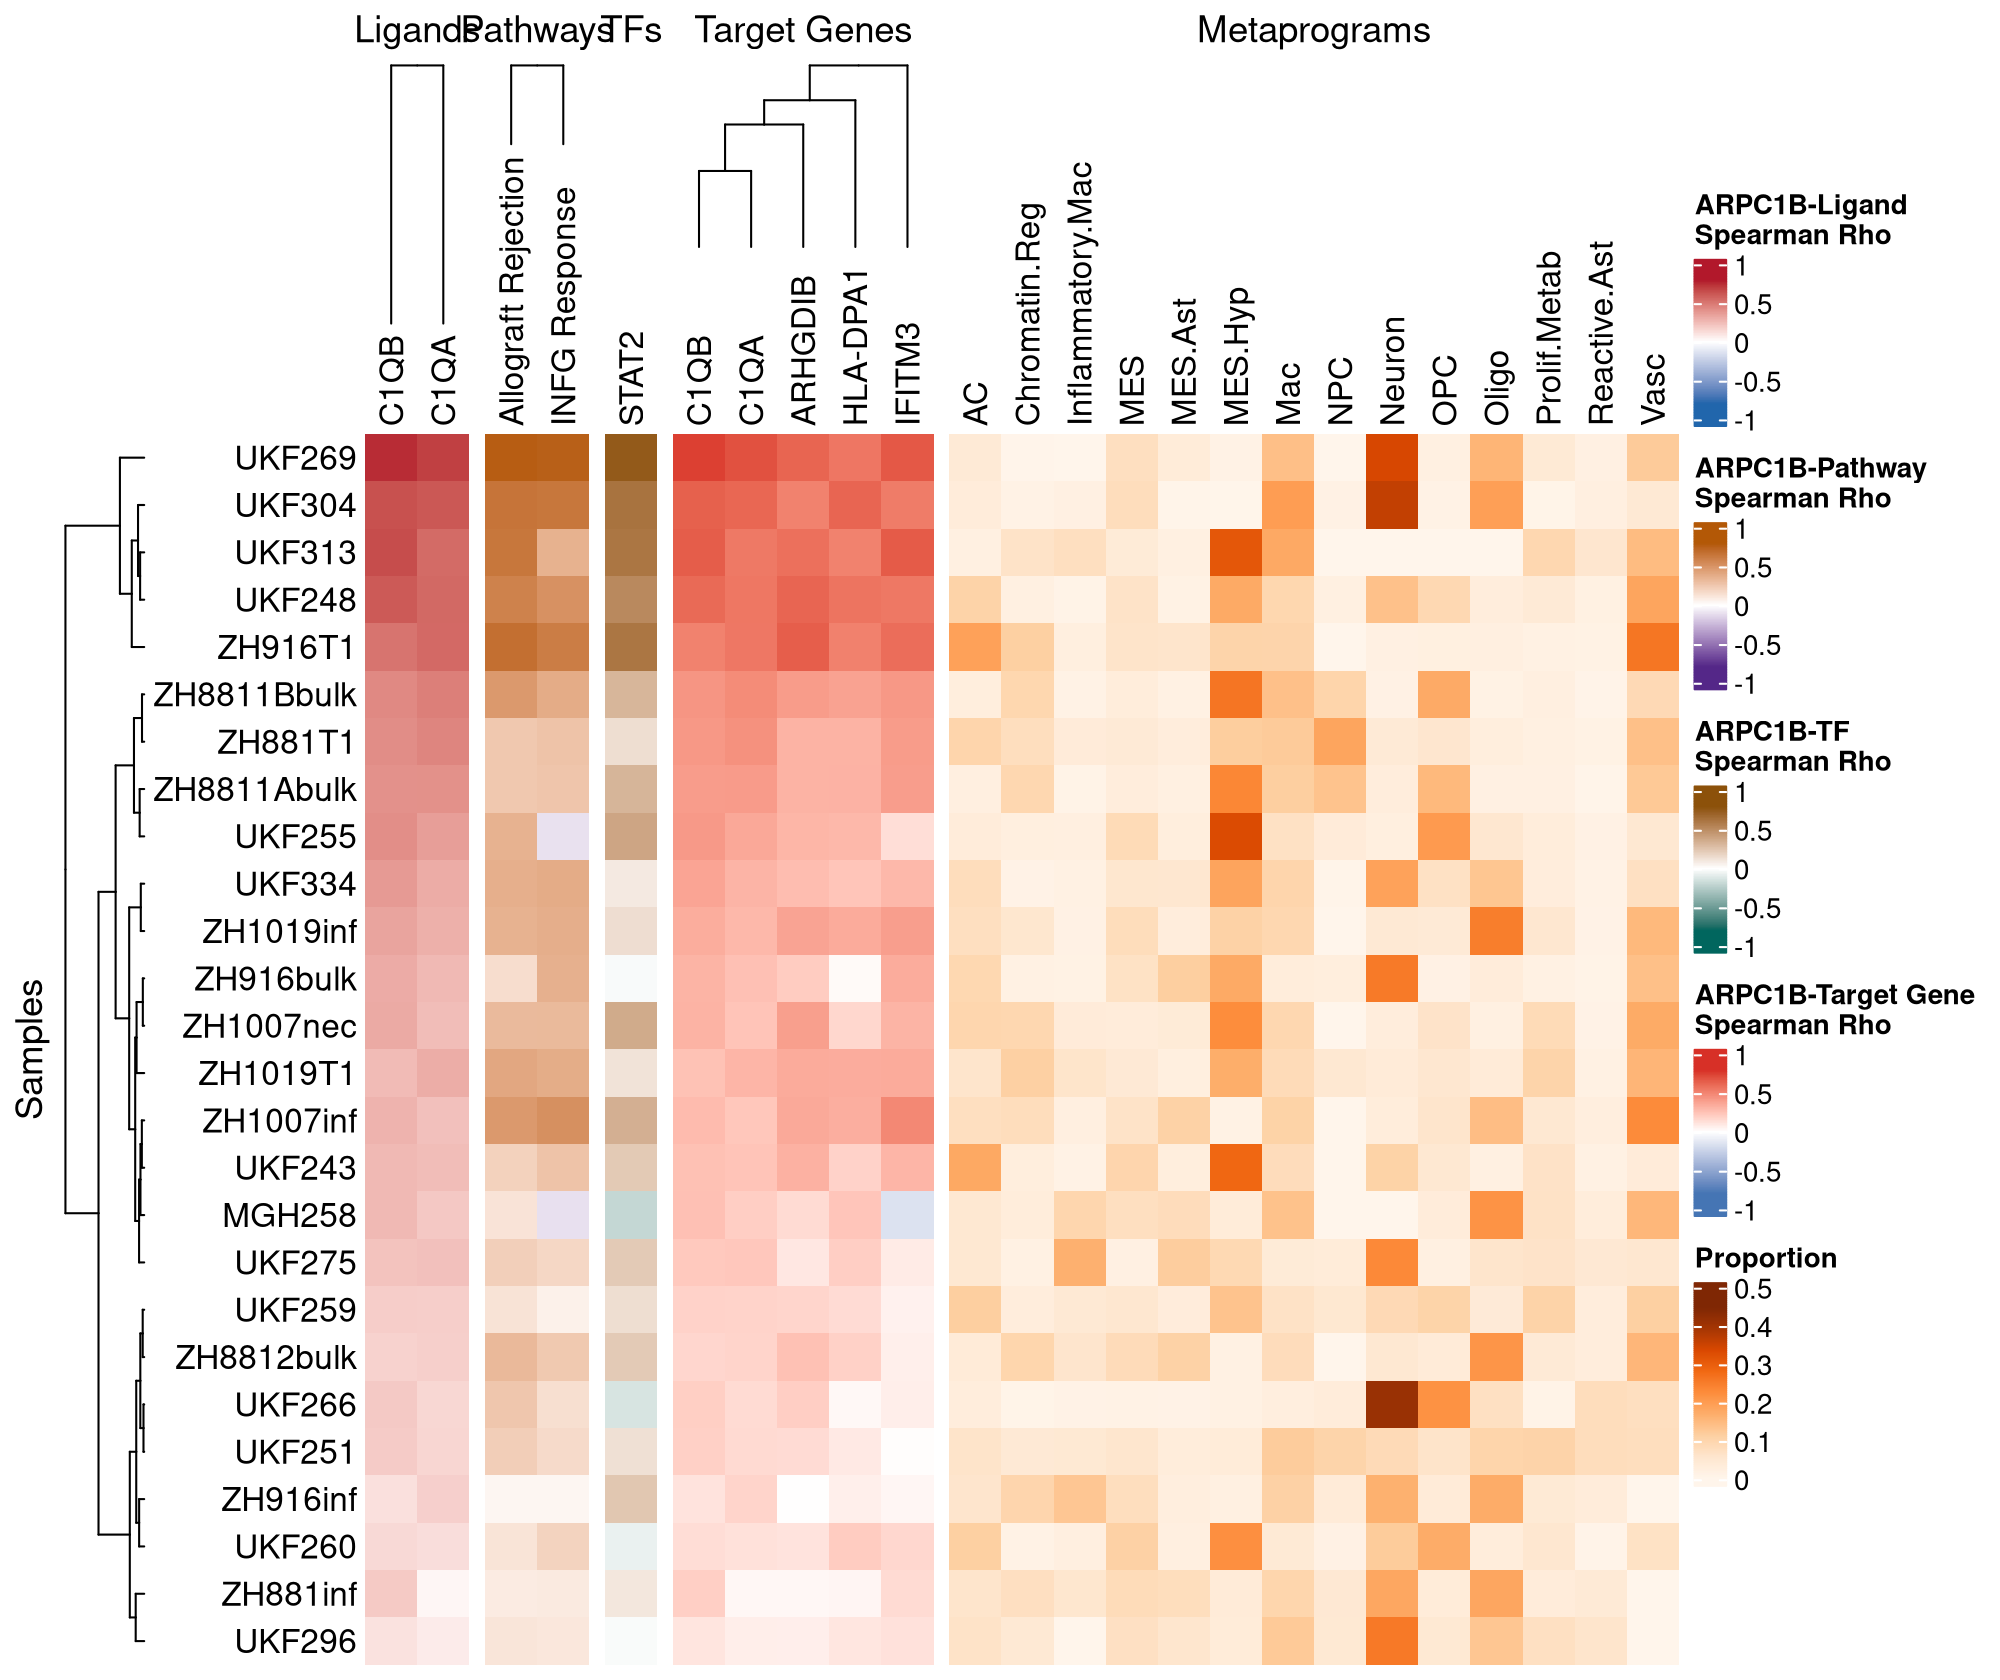 Ligands Pathways TFs Target Genes Metaprograms
C1QB C1QA Allograft Rejection INFG Response STAT2 C1QB C1QA ARHGDIB HLA-DPA1 IFITM3 AC Chromatin.Reg Inflammatory.Mac MES MES.Ast MES.Hyp Mac NPC Neuron OPC Oligo Prolif.Metab Reactive.Ast Vasc
Samples
UKF269
UKF304
UKF313
UKF248
ZH916T1
ZH8811Bbulk
ZH881T1
ZH8811Abulk
UKF255
UKF334
ZH1019inf
ZH916bulk
ZH1007nec
ZH1019T1
ZH1007inf
UKF243
MGH258
UKF275
UKF259
ZH8812bulk
UKF266
UKF251
ZH916inf
UKF260
ZH881inf
UKF296
ARPC1B-Ligand
Spearman Rho
1
0.5
0
-0.5
-1
ARPC1B-Pathway
Spearman Rho
1
0.5
0
-0.5
-1
ARPC1B-TF
Spearman Rho
1
0.5
0
-0.5
-1
ARPC1B-Target Gene
Spearman Rho
1
0.5
0
-0.5
-1
Proportion
0.5
0.4
0.3
0.2
0.1
0